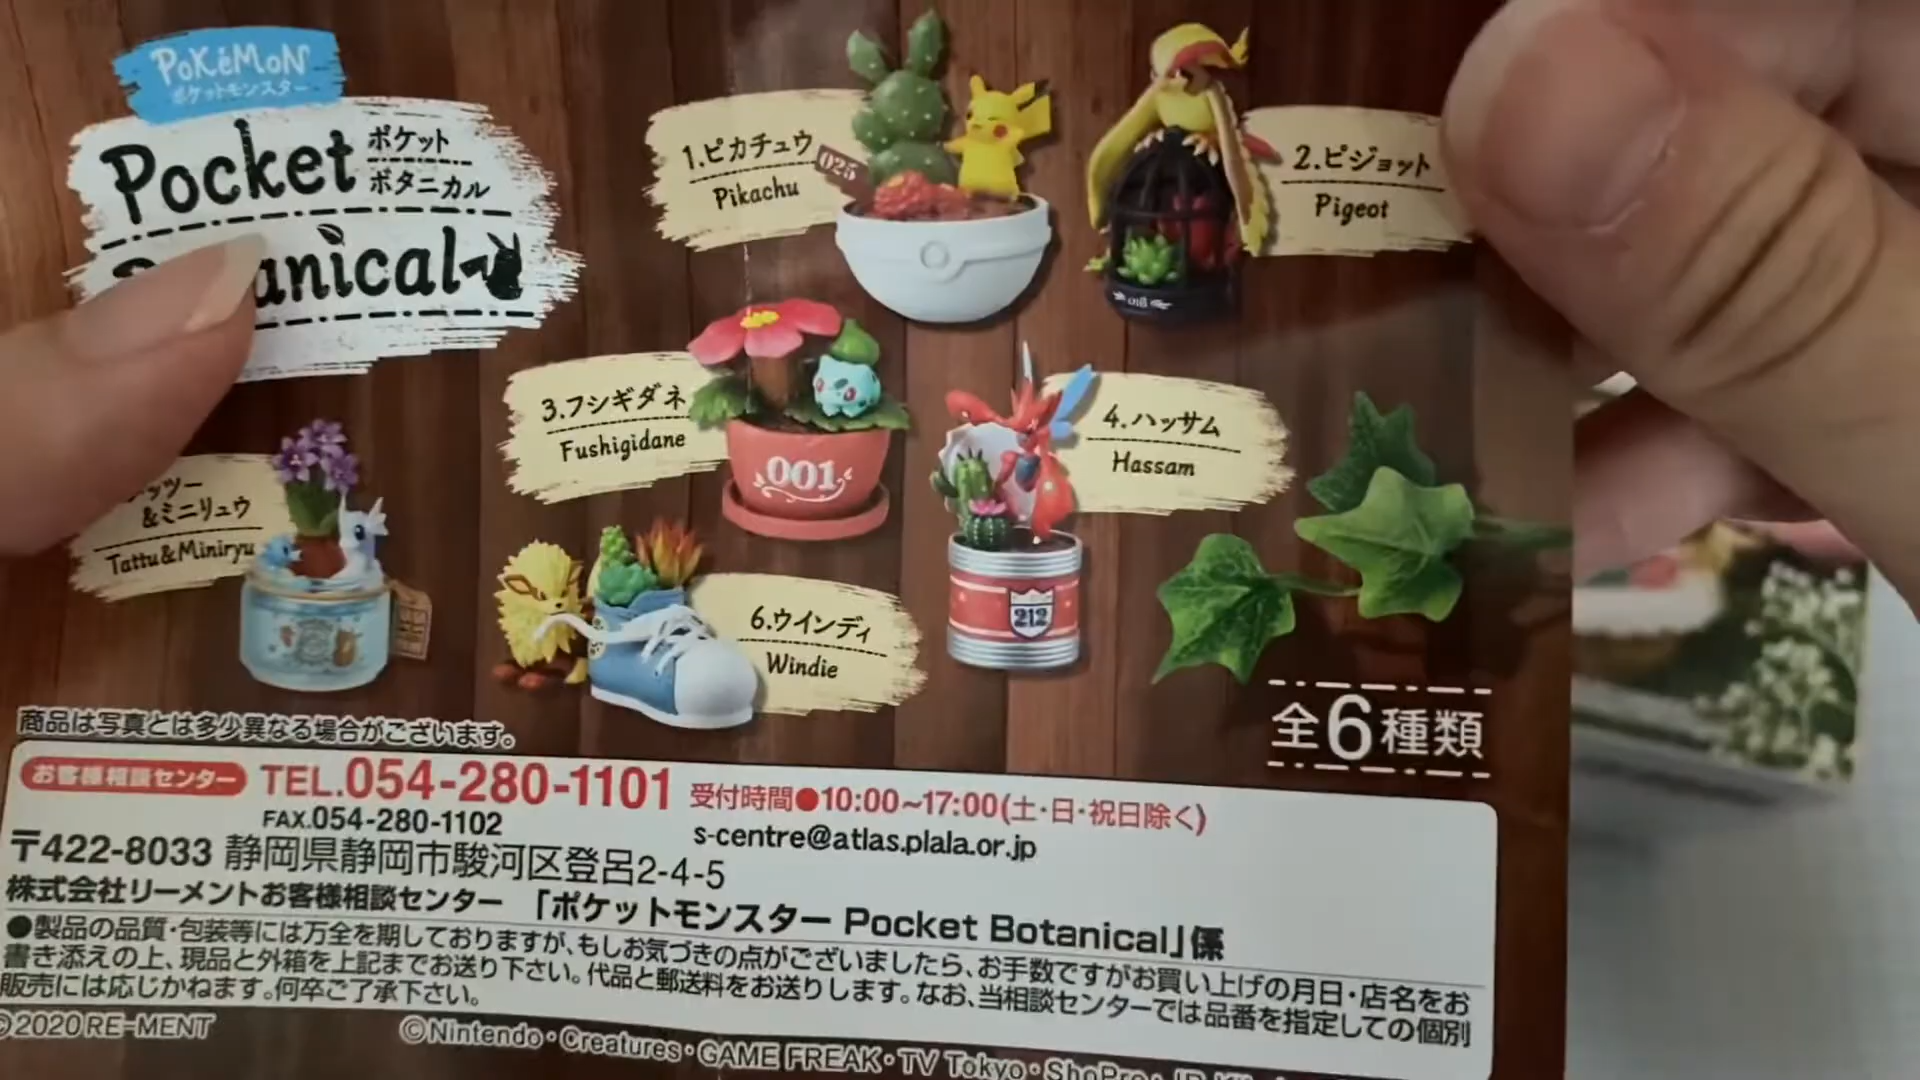 POKéMON
ポケットモンスター
Pocket
ポケット
ボタニカル
anical
1.ピカチュウ
Pikachu
025
2.ピジョット
Pigeot
018
3.フシギダネ
Fushigidane
001
4.ハッサム
Hassam
212
ッツー
&ミニリュウ
Tattu&Miniryu
6.ウインディ
Windie
全6種類
商品は写真とは多少異なる場合がございます。
お客様相談センター TEL.054-280-1101 受付時間●10:00~17:00(土·日·祝日除く)
FAX.054-280-1102 s-centre@atlas.plala.or.jp
〒422-8033 静岡県静岡市駿河区登呂2-4-5
株式会社リーメントお客様相談センター 「ポケットモンスター Pocket Botanical」係
●製品の品質·包装等には万全を期しておりますが、もしお気づきの点がございましたら、お手数ですがお買い上げの月日·店名をお
書き添えの上、現品と外箱を上記までお送り下さい。代品と郵送料をお送りします。なお、当相談センターでは品番を指定しての個別
販売には応じかねます。何卒ご了承下さい。
©2020 RE-MENT
©Nintendo·Creatures·GAME FREAK·TV Tokyo·ShoPro·JR